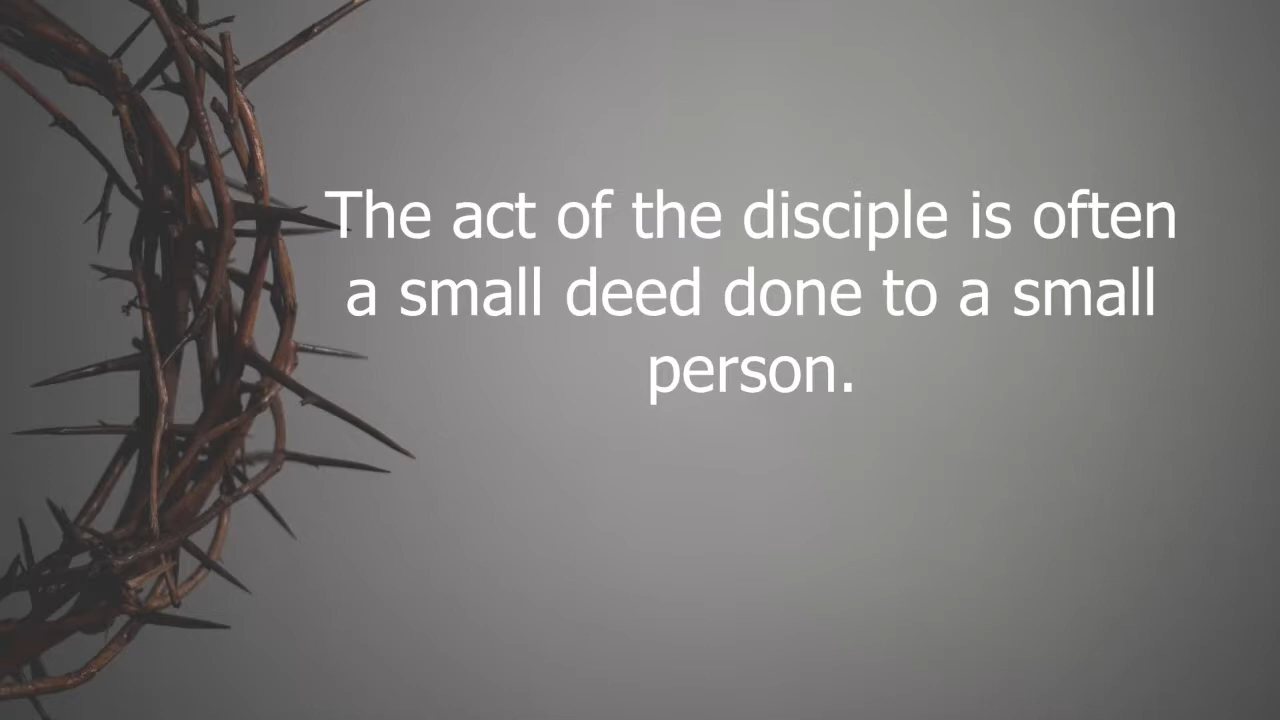 The act of the disciple is often
a small deed done to a small
person.